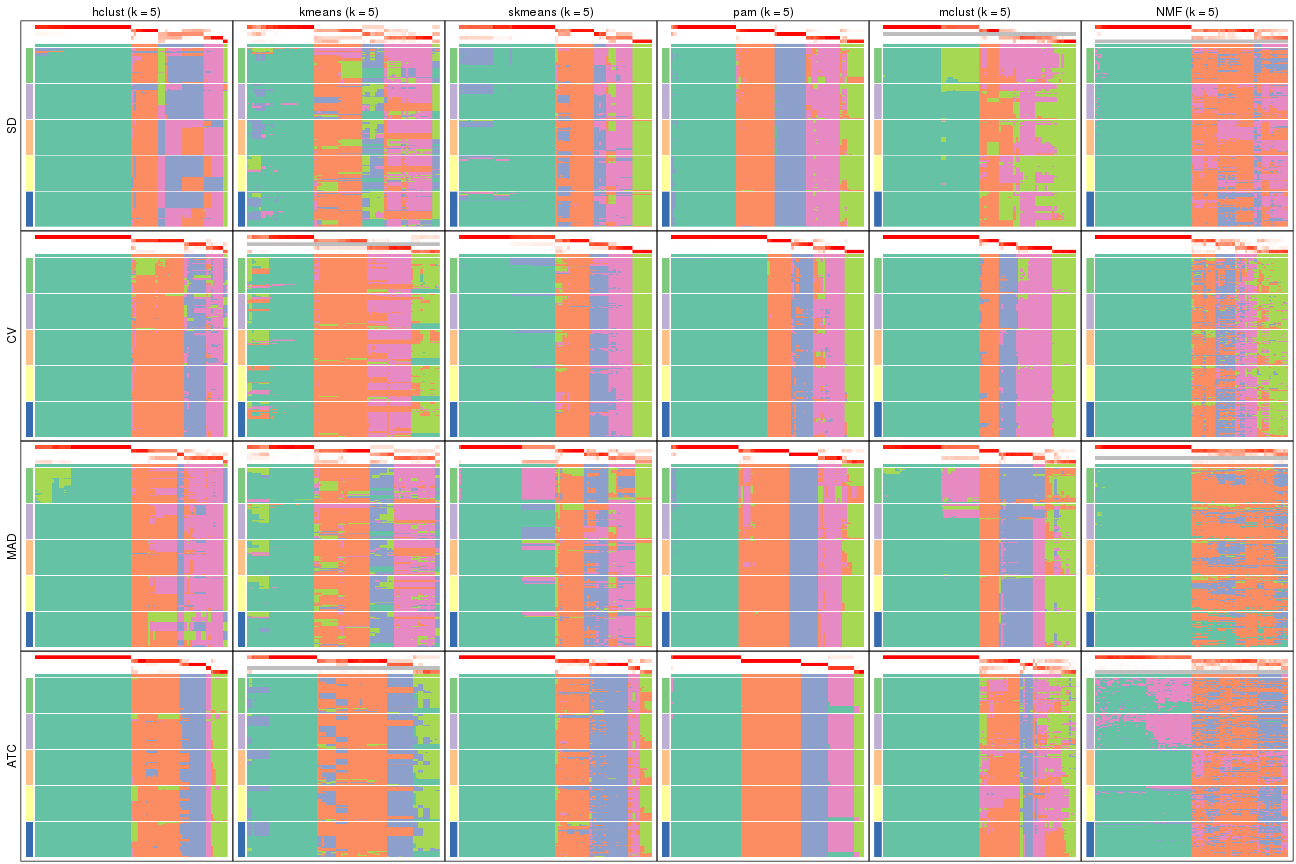 hclust (k = 5)
kmeans (k = 5)
skmeans (k = 5)
pam (k = 5)
mclust (k = 5)
NMF (k = 5)
SD
CV
MAD
ATC